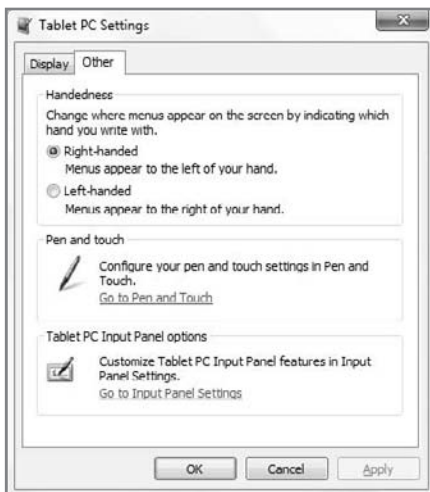 Tablet PC Settings
Display
Other
Handedness
Change where menus appear on the screen by indicating which
hand you write with.
Right-handed
Menus appear to the left of your hand.
Left-handed
Menus appear to the right of your hand.
Pen and touch
Configure your pen and touch settings in Pen and
Touch.
Go to Pen and Touch
Tablet PC Input Panel options
Customize Tablet PC Input Panel features in Input
Panel Settings.
Go to Input Panel Settings
OK
Cancel
Apply